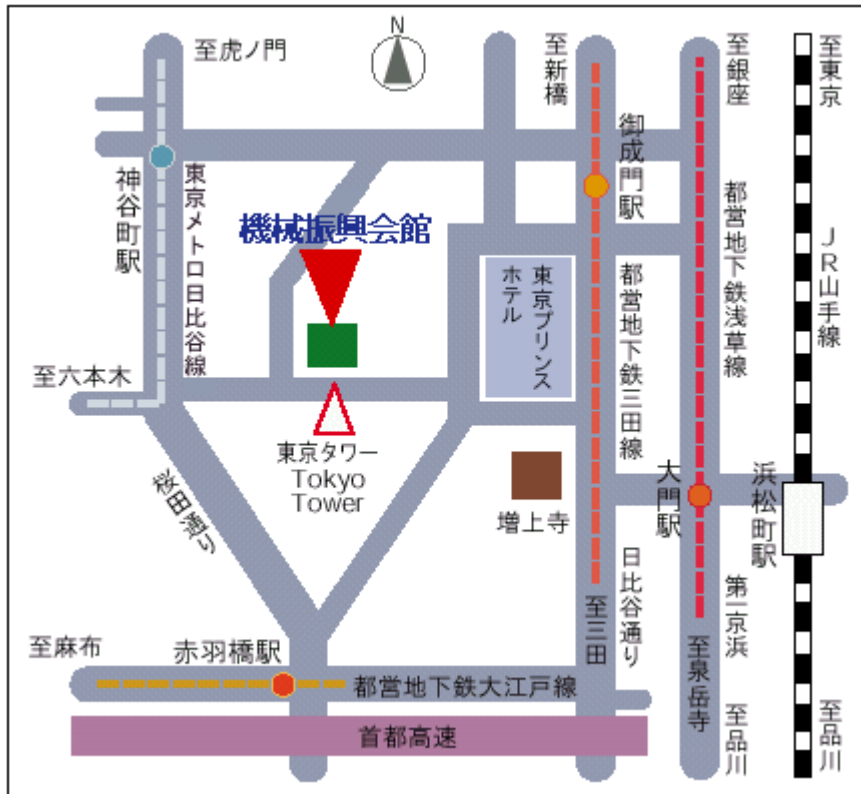 N
至虎ノ門
至新橋
至銀座
至東京
御成門駅
神谷町駅
東京メトロ日比谷線
機械振興会館
都営地下鉄浅草線
JR山手線
東京プリンス
ホテル
都営地下鉄三田線
至六本木
東京タワー
Tokyo
Tower
桜田通り
増上寺
大門駅
浜松町駅
日比谷通り
第一京浜
至三田
至泉岳寺
至麻布
赤羽橋駅
都営地下鉄大江戸線
首都高速
至品川
至品川